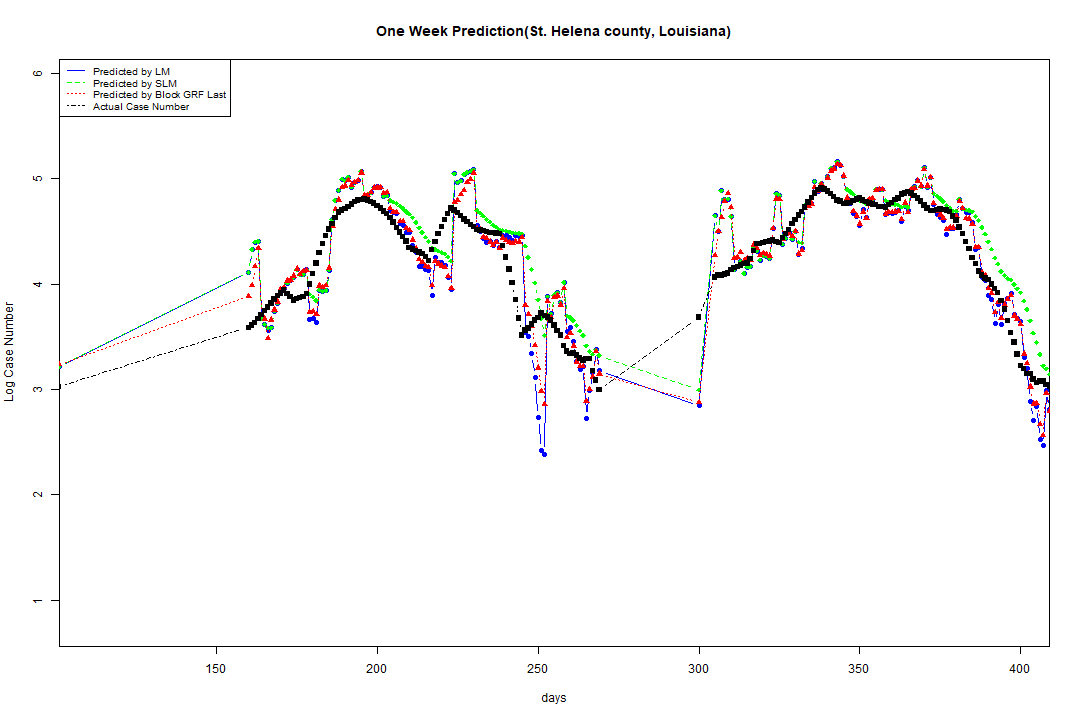 One Week Prediction(St. Helena county, Louisiana)
Predicted by LM
Predicted by SLM
Predicted by Block GRF Last
Actual Case Number
6
5
4
3
2
1
Log Case Number
150 200 250 300 350 400
days